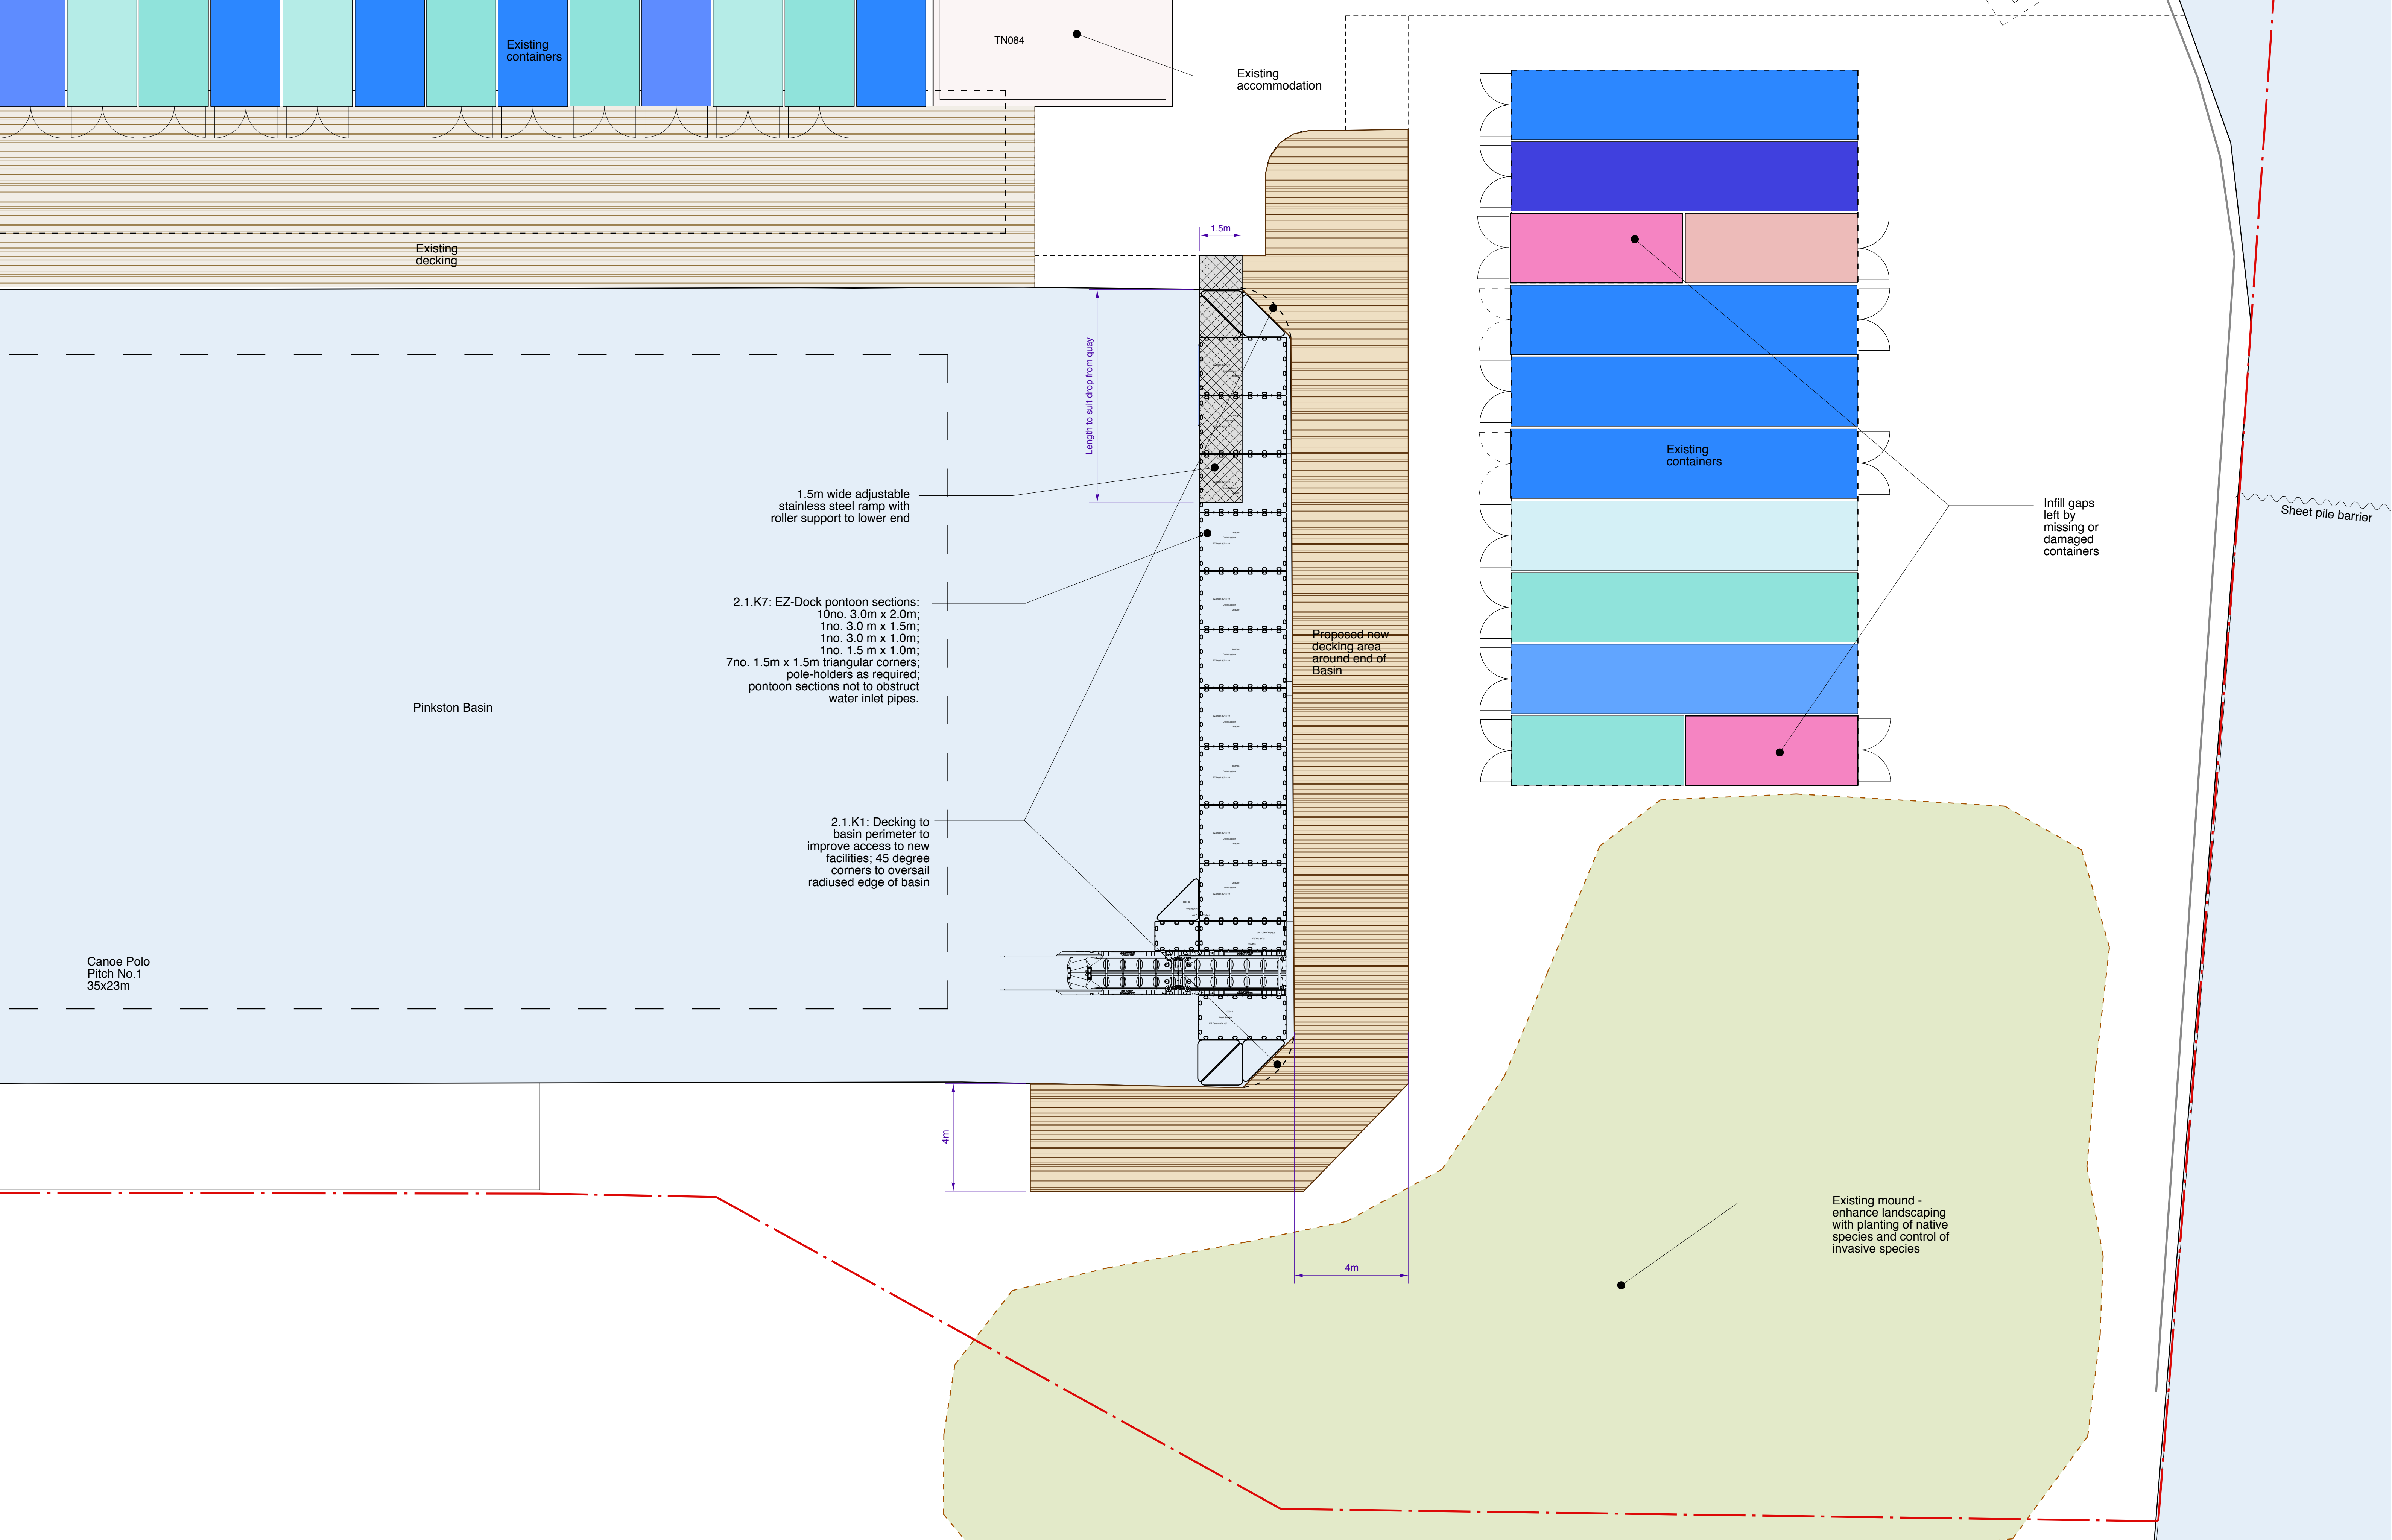 Existing
containers
TN084
Existing
accommodation
1.5m
Existing
decking
Length to suit drop from quay
1.5m wide adjustable
stainless steel ramp with
roller support to lower end
Existing
containers
Infill gaps
left by
missing or
damaged
containers
Sheet pile barrier
2.1.K7: EZ-Dock pontoon sections:
10no. 3.0m x 2.0m;
1no. 3.0 m x 1.5m;
1no. 3.0 m x 1.0m;
1no. 1.5 m x 1.0m;
7no. 1.5m x 1.5m triangular corners;
pole-holders as required;
pontoon sections not to obstruct
water inlet pipes.
Proposed new
decking area
around end of
Basin
Pinkston Basin
2.1.K1: Decking to
basin perimeter to
improve access to new
facilities; 45 degree
corners to oversail
radiused edge of basin
Canoe Polo
Pitch No.1
35x23m
4m
4m
Existing mound -
enhance landscaping
with planting of native
species and control of
invasive species